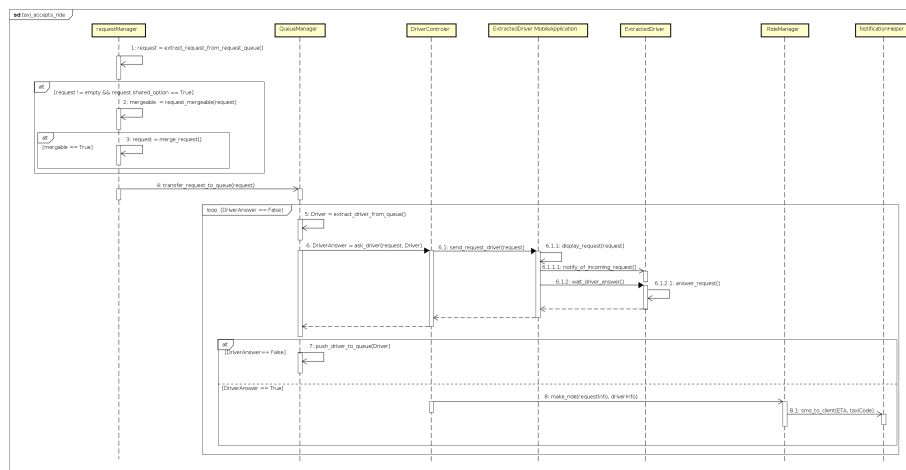 sd taxi_accepts_ride
requestManager
QueueManager
DriverControler
ExtractedDriver.MobileApplication
ExtractedDriver
RideManager
NotificationHelper
1: request = extract_request_from_request_queue()
alt
[request != empty && request.shared_option == True]
2: mergeable = request_mergeable(request)
alt
3: request = merge_request()
[mergable == True]
4: transfer_request_to_queue(request)
loop [DriverAnswer == False]
5: Driver = extract_driver_from_queue()
6: DriverAnswer = ask_driver(request, Driver)
6.1: send_request_driver(request)
6.1.1: display_request(request)
6.1.1.1: notify_of_incoming_request()
6.1.2: wait_driver_answer()
6.1.2.1: answer_request()
alt
7: push_driver_to_queue(Driver)
[DriverAnswer== False]
[DriverAnswer == True]
8: make_ride(requestInfo, driverInfo)
8.1: sms_to_client(ETA, taxiCode)